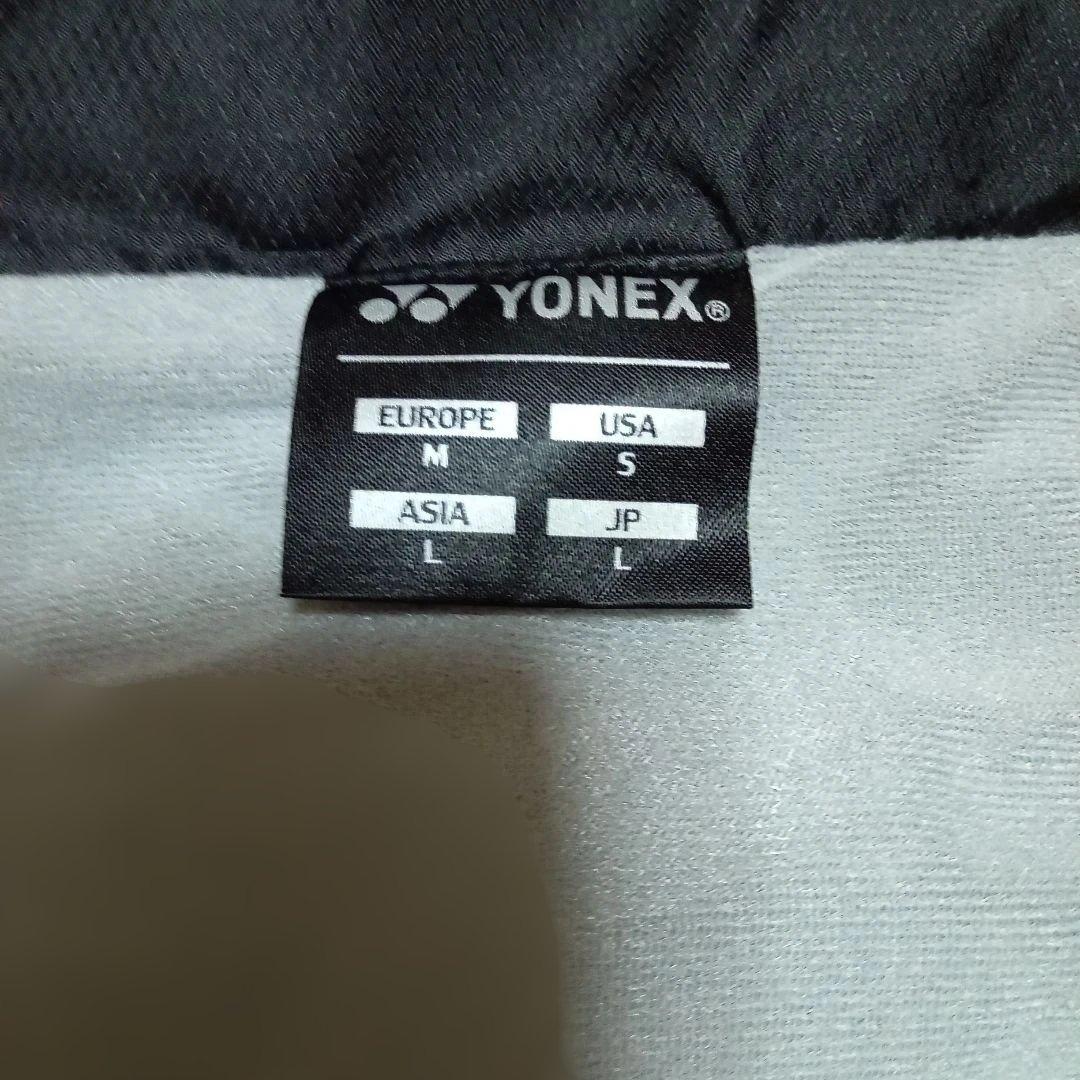 YONEX®
EUROPE USA
M S
ASIA JP
L L